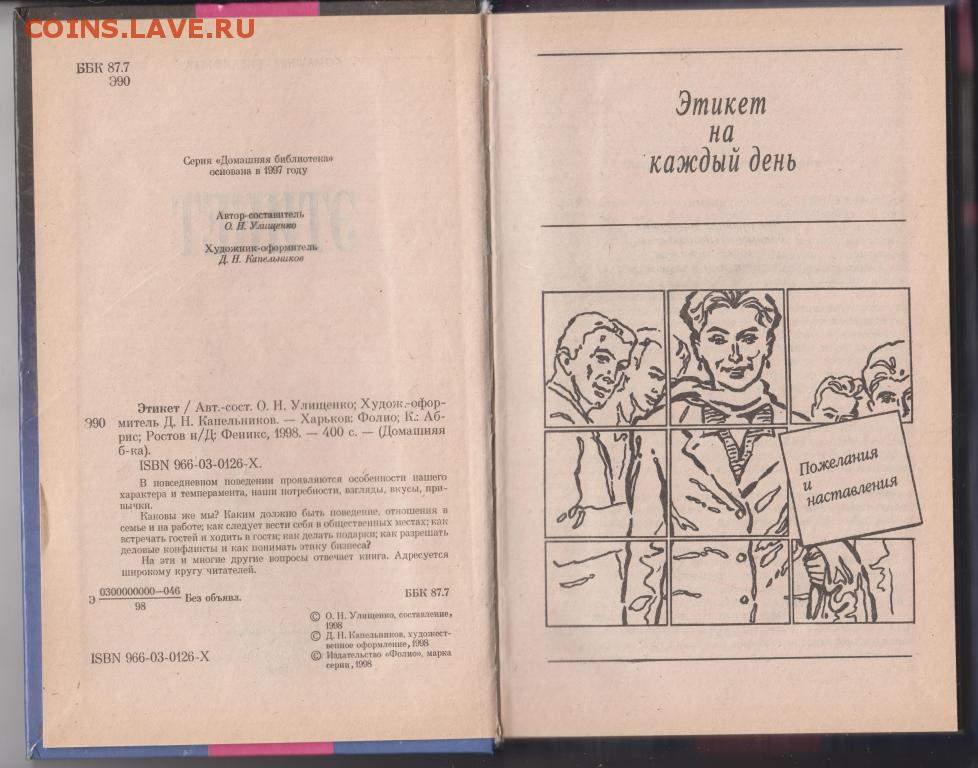 COINS.LAVE.RU
ББК 87.7
Э90
Серия «Домашняя библиотека»
основана в 1997 году
Автор-составитель
О. Н. Улищенко
Художник-оформитель
Д. Н. Капельников
Этикет / Авт.-сост. О. Н. Улищенко; Худож.-офор-
Э90 митель Д. Н. Капельников. — Харьков: Фолио; К.: Аб-
рис; Ростов н/Д: Феникс, 1998. — 400 с. — (Домашняя
б-ка).
ISBN 966-03-0126-X.
В повседневном поведении проявляются особенности нашего
характера и темперамента, наши потребности, взгляды, вкусы, при-
вычки.
Каковы же мы? Каким должно быть поведение, отношения в
семье и на работе; как следует вести себя в общественных местах; как
встречать гостей и ходить в гости; как делать подарки; как разрешать
деловые конфликты и как понимать этику бизнеса?
На эти и многие другие вопросы отвечает книга. Адресуется
широкому кругу читателей.
Э 0300000000—046
98
Без объявл.
ББК 87.7
© О. Н. Улищенко, составление,
1998
© Д. Н. Капельников, художест-
венное оформление, 1998
© Издательство «Фолио», марка
серии, 1998
ISBN 966-03-0126-X
Этикет
на
каждый день
Пожелания
и
наставления